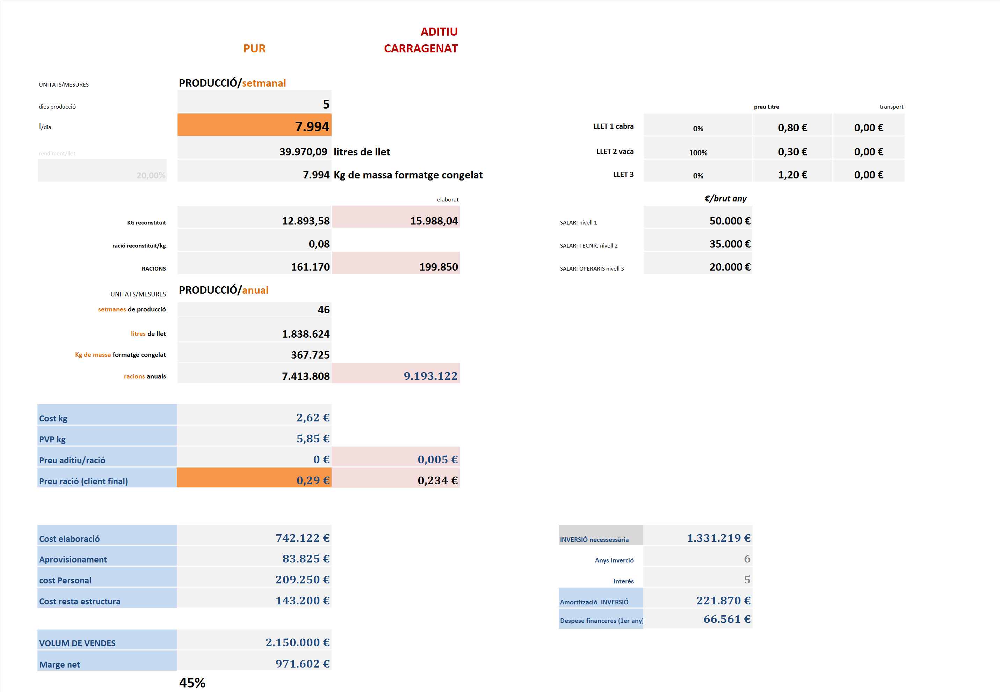 ADITIU
PUR CARRAGENAT
UNITATS/MESURES PRODUCCIÓ/setmanal
dies producció 5 preu Litre transport
l/dia 7.994 LLET 1 cabra 0% 0,80 € 0,00 €
rendiment/llet 39.970,09 litres de llet LLET 2 vaca 100% 0,30 € 0,00 €
20,00% 7.994 Kg de massa formatge congelat LLET 3 0% 1,20 € 0,00 €
elaborat €/brut any
KG reconstituit 12.893,58 15.988,04 SALARI nivell 1 50.000 €
ració reconstituit/kg 0,08 SALARI TECNIC nivell 2 35.000 €
RACIONS 161.170 199.850 SALARI OPERARIS nivell 3 20.000 €
UNITATS/MESURES PRODUCCIÓ/anual
setmanes de producció 46
litres de llet 1.838.624
Kg de massa formatge congelat 367.725
racions anuals 7.413.808 9.193.122
Cost kg 2,62 €
PVP kg 5,85 €
Preu aditiu/ració 0 € 0,005 €
Preu ració (client final) 0,29 € 0,234 €
Cost elaboració 742.122 € INVERSIÓ necessessària 1.331.219 €
Aprovisionament 83.825 € Anys Inverció 6
cost Personal 209.250 € Interés 5
Cost resta estructura 143.200 € Amortització INVERSIÓ 221.870 €
Despese financeres (1er any) 66.561 €
VOLUM DE VENDES 2.150.000 €
Marge net 971.602 €
45%